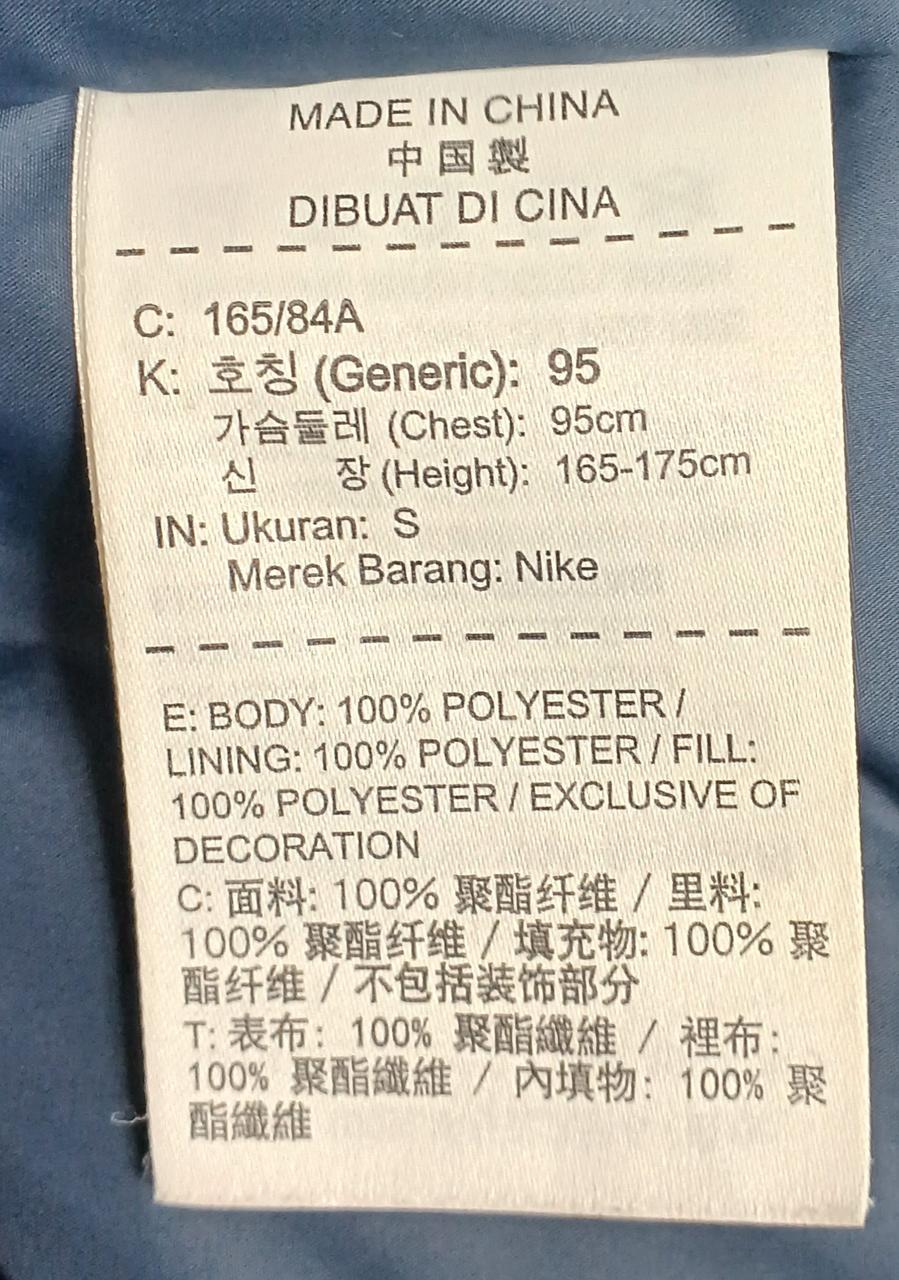 MADE IN CHINA
中国製
DIBUAT DI CINA
C: 165/84A
K: 호칭 (Generic): 95
가슴둘레 (Chest): 95cm
신 장 (Height): 165-175cm
IN: Ukuran: S
Merek Barang: Nike
E: BODY: 100% POLYESTER /
LINING: 100% POLYESTER / FILL:
100% POLYESTER / EXCLUSIVE OF
DECORATION
C: 面料: 100% 聚酯纤维 / 里料:
100% 聚酯纤维 / 填充物: 100% 聚
酯纤维 / 不包括装饰部分
T: 表布: 100% 聚酯纖維 / 裡布:
100% 聚酯纖維 / 內填物: 100% 聚
酯纖維